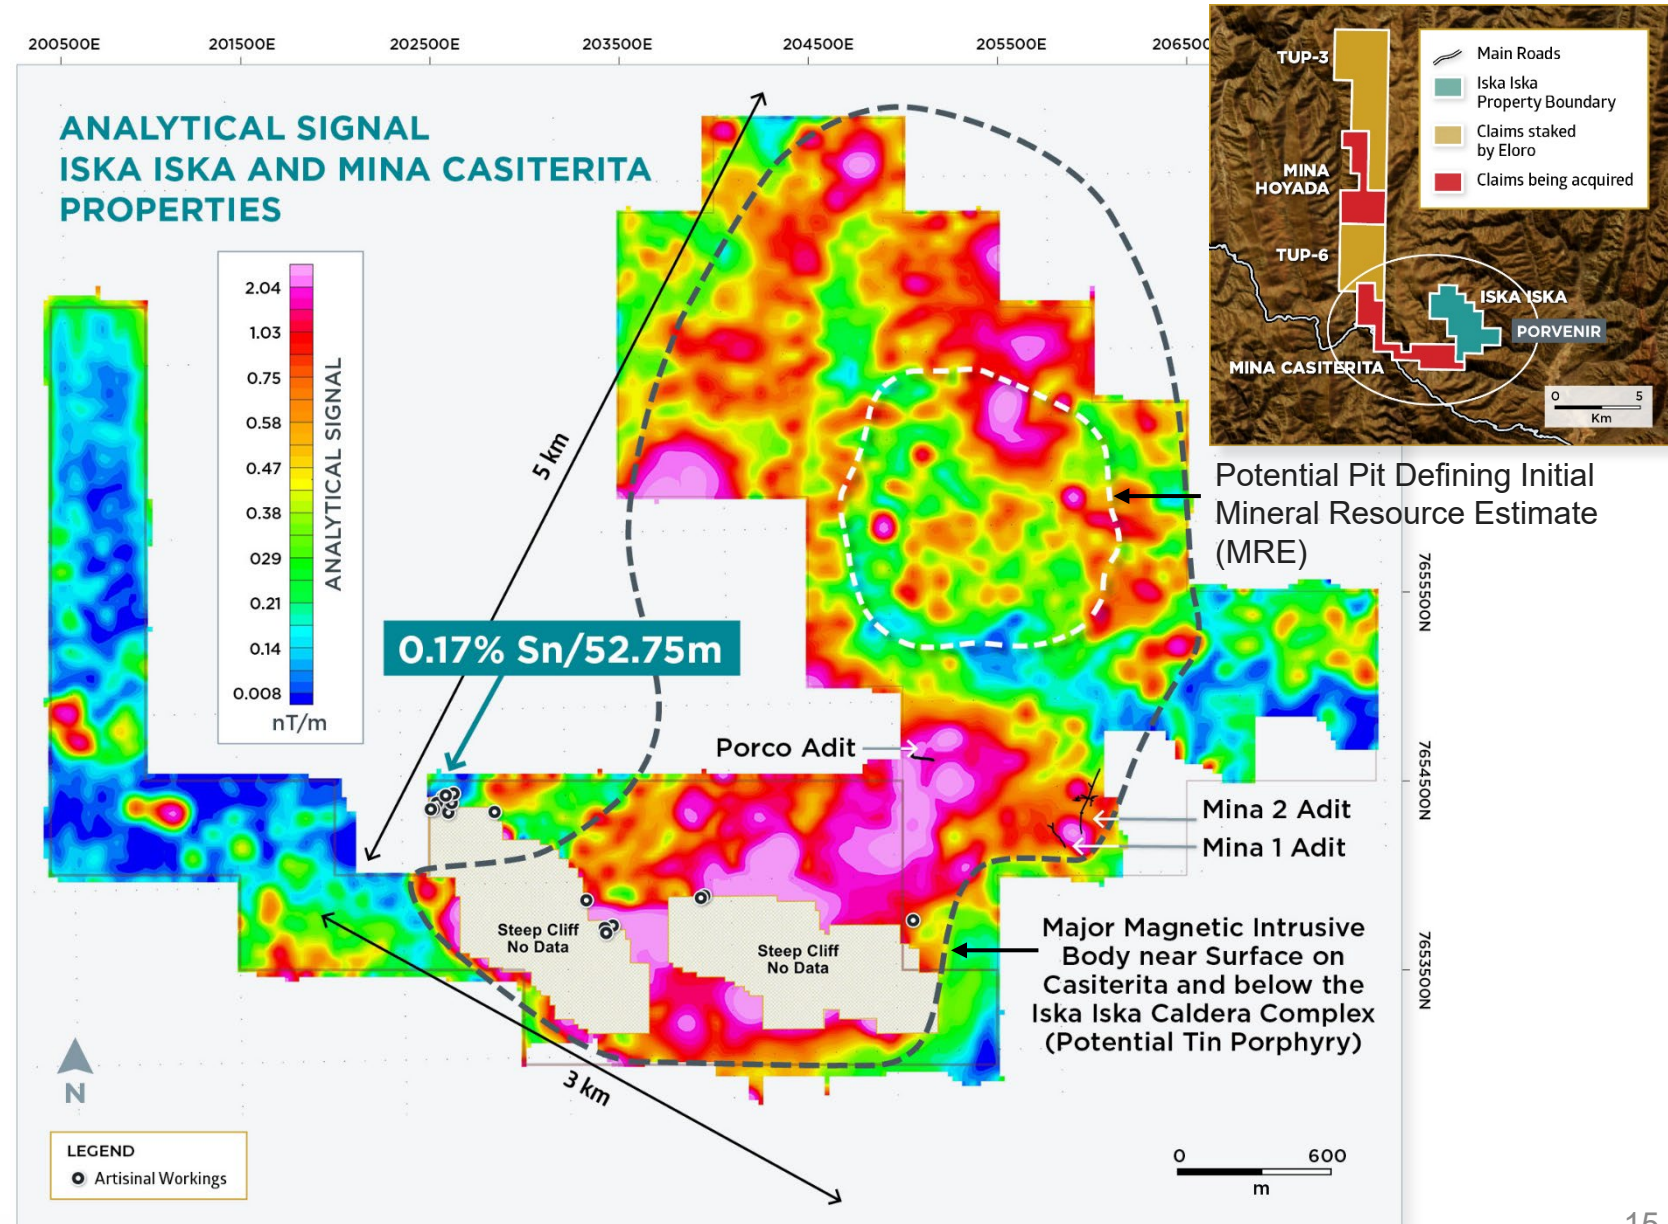 200500E 201500E 202500E 203500E 204500E 205500E 206500
ANALYTICAL SIGNAL
ISKA ISKA AND MINA CASITERITA
PROPERTIES
2.04
1.03
0.75
0.58
0.47
0.38
029
0.21
0.14
0.008
nT/m
ANALYTICAL SIGNAL
5 km
0.17% Sn/52.75m
Porco Adit
Steep Cliff
No Data
Steep Cliff
No Data
3 km
N
LEGEND
Artisinal Workings
TUP-3
MINA
HOYADA
TUP-6
ISKA ISKA
PORVENIR
MINA CASITERITA
Main Roads
Iska Iska
Property Boundary
Claims staked
by Eloro
Claims being acquired
0 5
Km
Potential Pit Defining Initial
Mineral Resource Estimate
(MRE)
7655500N
7654500N
7653500N
Mina 2 Adit
Mina 1 Adit
Major Magnetic Intrusive
Body near Surface on
Casiterita and below the
Iska Iska Caldera Complex
(Potential Tin Porphyry)
0 600
m
15